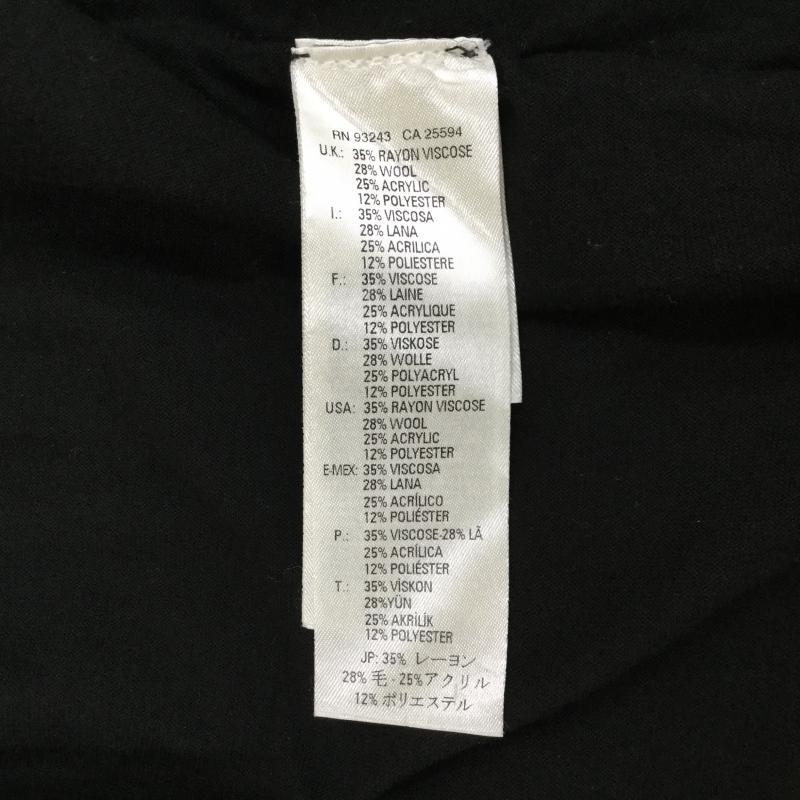 RN 93243 CA 25594
U.K.: 35% RAYON VISCOSE
28% WOOL
25% ACRYLIC
12% POLYESTER
I.: 35% VISCOSA
28% LANA
25% ACRILICA
12% POLIESTERE
F.: 35% VISCOSE
28% LAINE
25% ACRYLIQUE
12% POLYESTER
D.: 35% VISKOSE
28% WOLLE
25% POLYACRYL
12% POLYESTER
USA: 35% RAYON VISCOSE
28% WOOL
25% ACRYLIC
12% POLYESTER
E-MEX: 35% VISCOSA
28% LANA
25% ACRÍLICO
12% POLIÉSTER
P.: 35% VISCOSE-28% LÃ
25% ACRÍLICA
12% POLIÉSTER
T.: 35% VİSKON
28%YÜN
25% AKRİLİK
12% POLYESTER
JP: 35% レーヨン
28% 毛 - 25% アクリル
12% ポリエステル